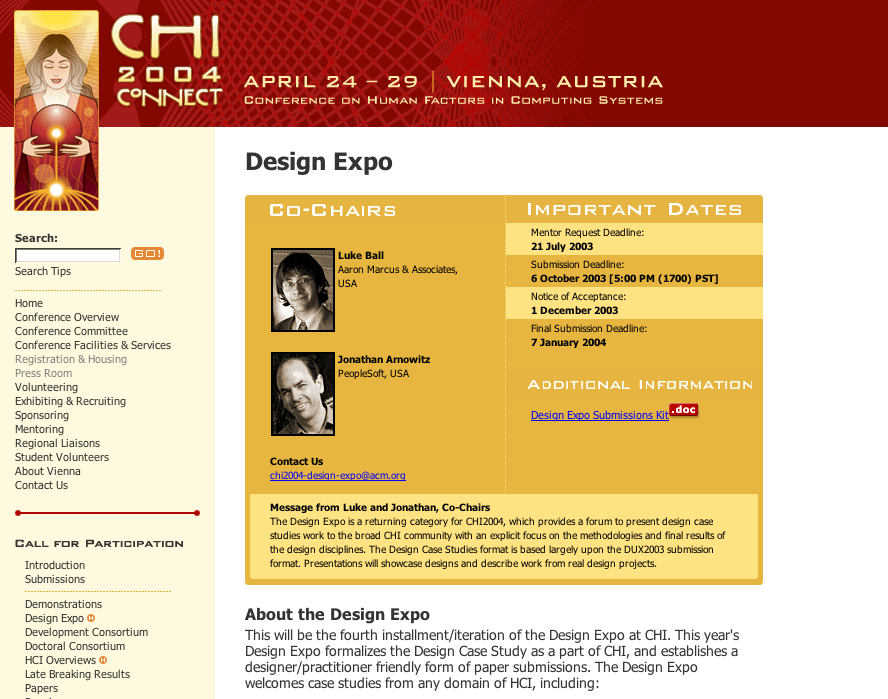 CHI
2004
CONNECT
APRIL 24 – 29 | VIENNA, AUSTRIA
CONFERENCE ON HUMAN FACTORS IN COMPUTING SYSTEMS
Search:
GO!
Search Tips
Home
Conference Overview
Conference Committee
Conference Facilities & Services
Registration & Housing
Press Room
Volunteering
Exhibiting & Recruiting
Sponsoring
Mentoring
Regional Liaisons
Student Volunteers
About Vienna
Contact Us
CALL FOR PARTICIPATION
Introduction
Submissions
Demonstrations
Design Expo N
Development Consortium
Doctoral Consortium
HCI Overviews N
Late Breaking Results
Papers
Design Expo
CO-CHAIRS
Luke Ball
Aaron Marcus & Associates,
USA
Jonathan Arnowitz
PeopleSoft, USA
Contact Us
chi2004-design-expo@acm.org
IMPORTANT DATES
Mentor Request Deadline:
21 July 2003
Submission Deadline:
6 October 2003 [5:00 PM (1700) PST]
Notice of Acceptance:
1 December 2003
Final Submission Deadline:
7 January 2004
ADDITIONAL INFORMATION
Design Expo Submissions Kit .doc
Message from Luke and Jonathan, Co-Chairs
The Design Expo is a returning category for CHI2004, which provides a forum to present design case
studies work to the broad CHI community with an explicit focus on the methodologies and final results of
the design disciplines. The Design Case Studies format is based largely upon the DUX2003 submission
format. Presentations will showcase designs and describe work from real design projects.
About the Design Expo
This will be the fourth installment/iteration of the Design Expo at CHI. This year's
Design Expo formalizes the Design Case Study as a part of CHI, and establishes a
designer/practitioner friendly form of paper submissions. The Design Expo
welcomes case studies from any domain of HCI, including: